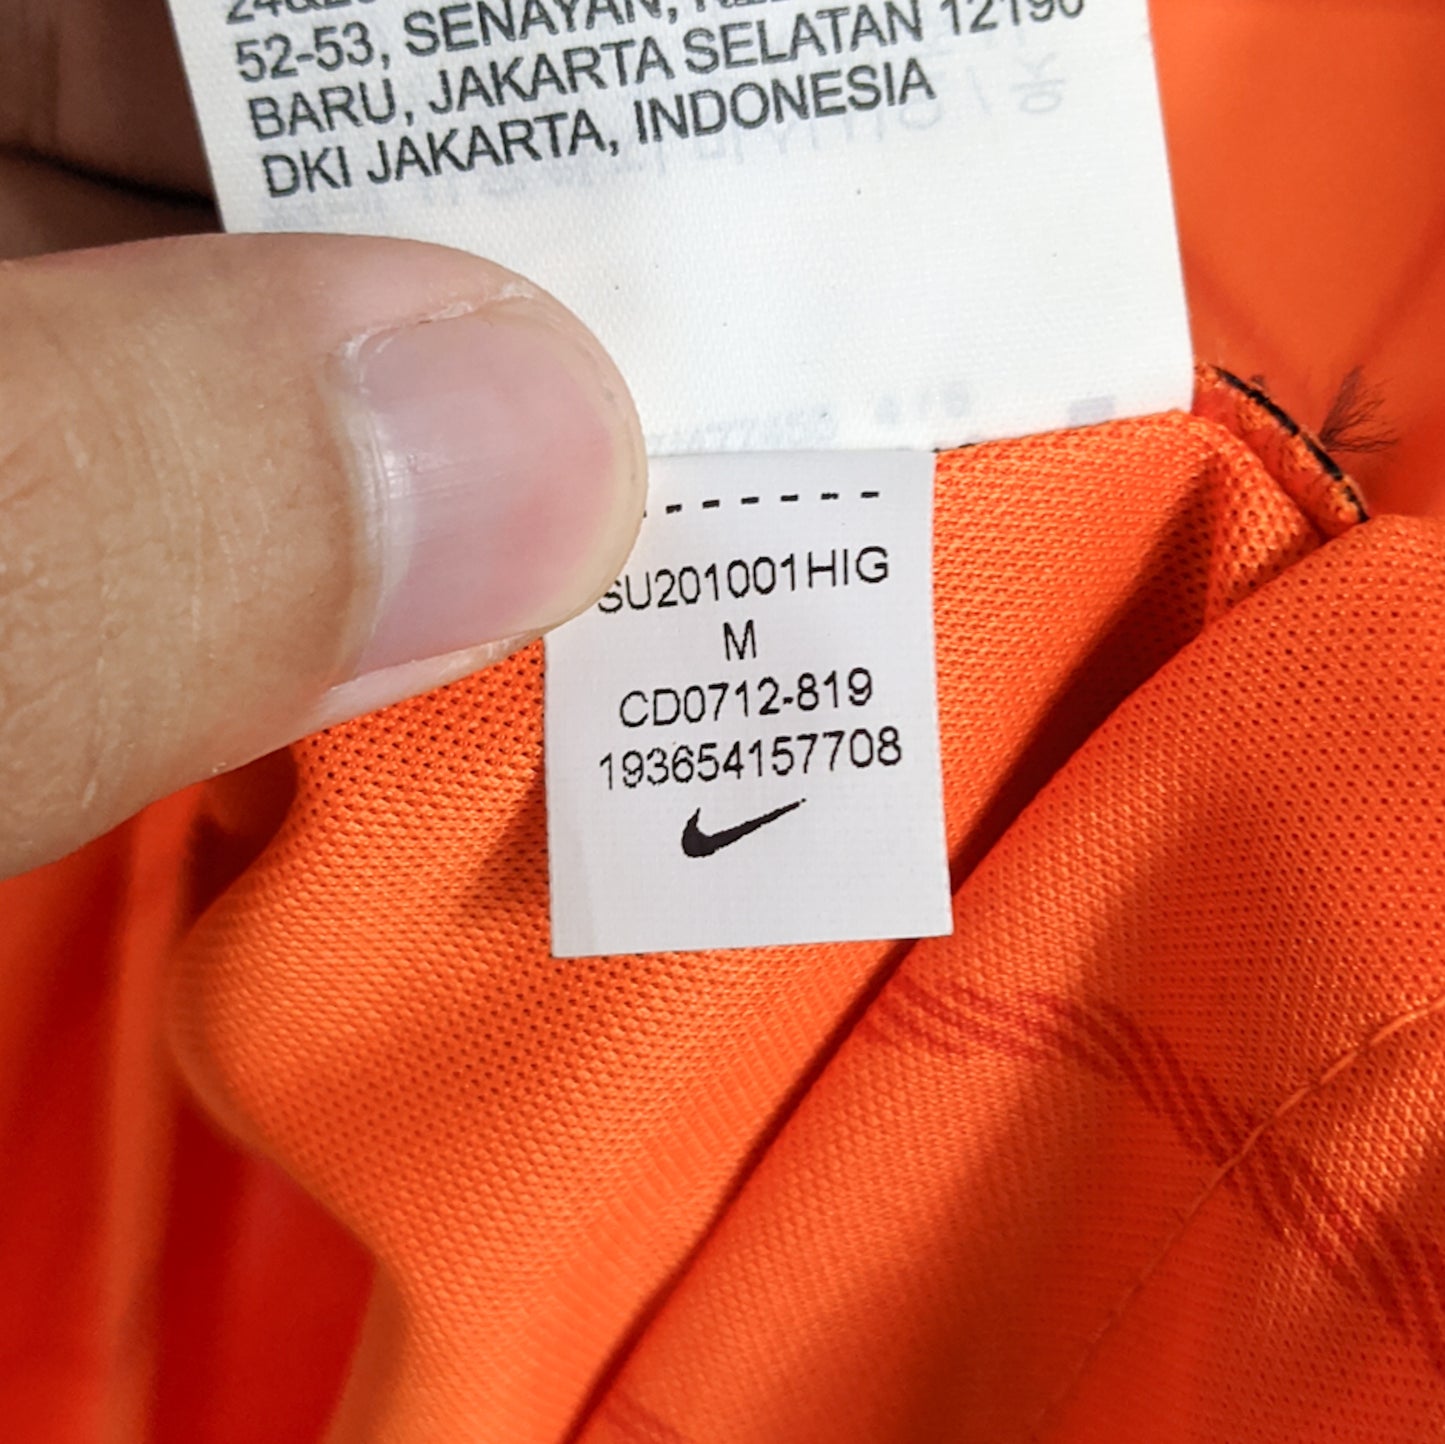 52-53, SENAYAN,
BARU, JAKARTA SELATAN 12190
DKI JAKARTA, INDONESIA
- - - - - -
SU201001HIG
M
CD0712-819
193654157708